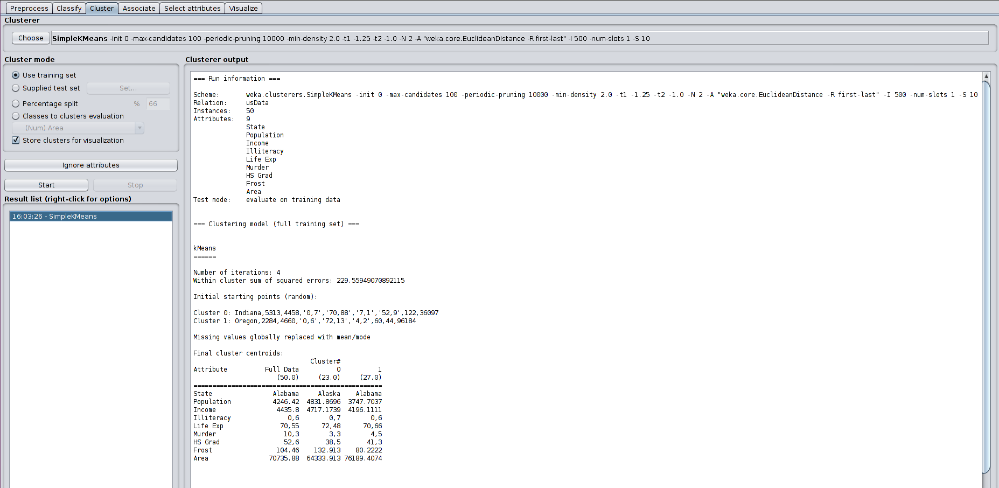 Preprocess Classify Cluster Associate Select attributes Visualize
Clusterer
Choose SimpleKMeans -init 0 -max-candidates 100 -periodic-pruning 10000 -min-density 2.0 -t1 -1.25 -t2 -1.0 -N 2 -A "weka.core.EuclideanDistance -R first-last" -I 500 -num-slots 1 -S 10
Cluster mode
Use training set
Supplied test set Set...
Percentage split % 66
Classes to clusters evaluation
(Num) Area
Store clusters for visualization
Ignore attributes
Start Stop
Result list (right-click for options)
16:03:26 - SimpleKMeans
Clusterer output
=== Run information ===
Scheme: weka.clusterers.SimpleKMeans -init 0 -max-candidates 100 -periodic-pruning 10000 -min-density 2.0 -t1 -1.25 -t2 -1.0 -N 2 -A "weka.core.EuclideanDistance -R first-last" -I 500 -num-slots 1 -S 10
Relation: usData
Instances: 50
Attributes: 9
State
Population
Income
Illiteracy
Life Exp
Murder
HS Grad
Frost
Area
Test mode: evaluate on training data
=== Clustering model (full training set) ===
kMeans
======
Number of iterations: 4
Within cluster sum of squared errors: 229.55949070892115
Initial starting points (random):
Cluster 0: Indiana,5313,4458,'0,7','70,88','7,1','52,9',122,36097
Cluster 1: Oregon,2284,4660,'0,6','72,13','4,2',60,44,96184
Missing values globally replaced with mean/mode
Final cluster centroids:
Cluster#
Attribute Full Data 0 1
(50.0) (23.0) (27.0)
==================================================
State Alabama Alaska Alabama
Population 4246.42 4831.8696 3747.7037
Income 4435.8 4717.1739 4196.1111
Illiteracy 0,6 0,7 0,6
Life Exp 70,55 72,48 70,66
Murder 10,3 3,3 4,5
HS Grad 52,6 38,5 41,3
Frost 104.46 132.913 80.2222
Area 70735.88 64333.913 76189.4074